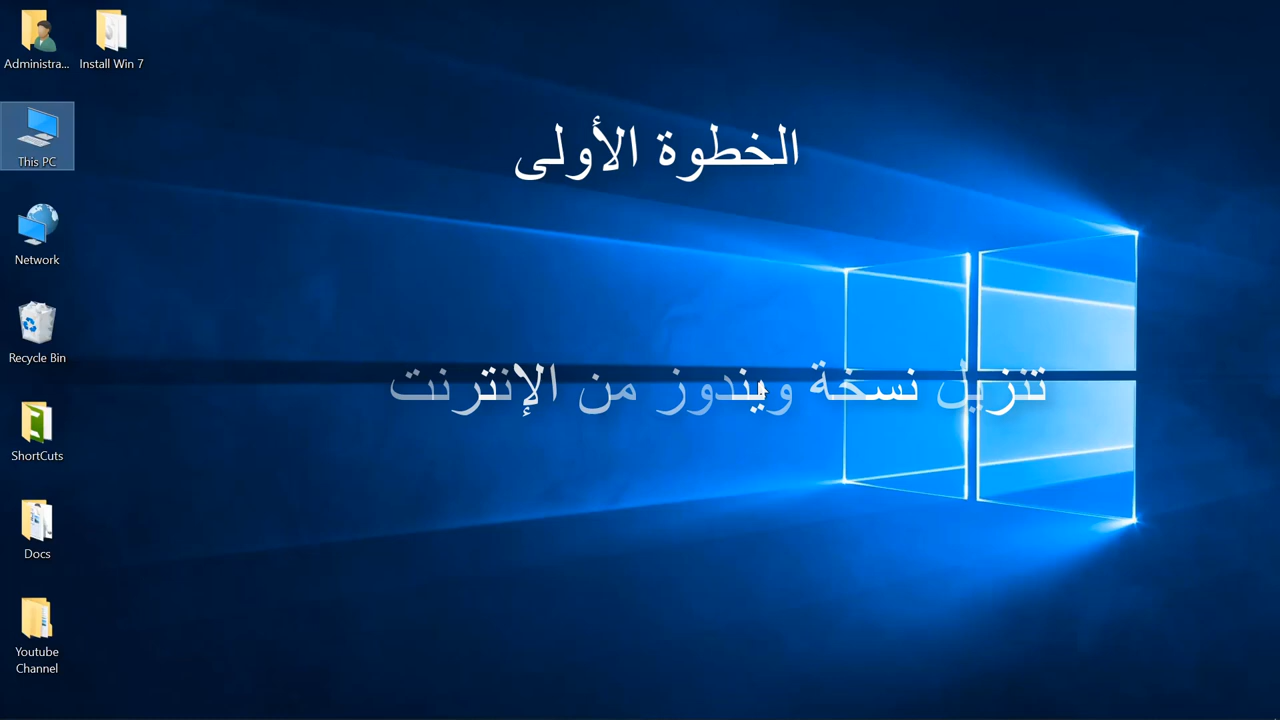 Administra...
Install Win 7
This PC
Network
Recycle Bin
ShortCuts
Docs
Youtube
Channel
الخطوة الأولى
تنزيل نسخة ويندوز من الإنترنت